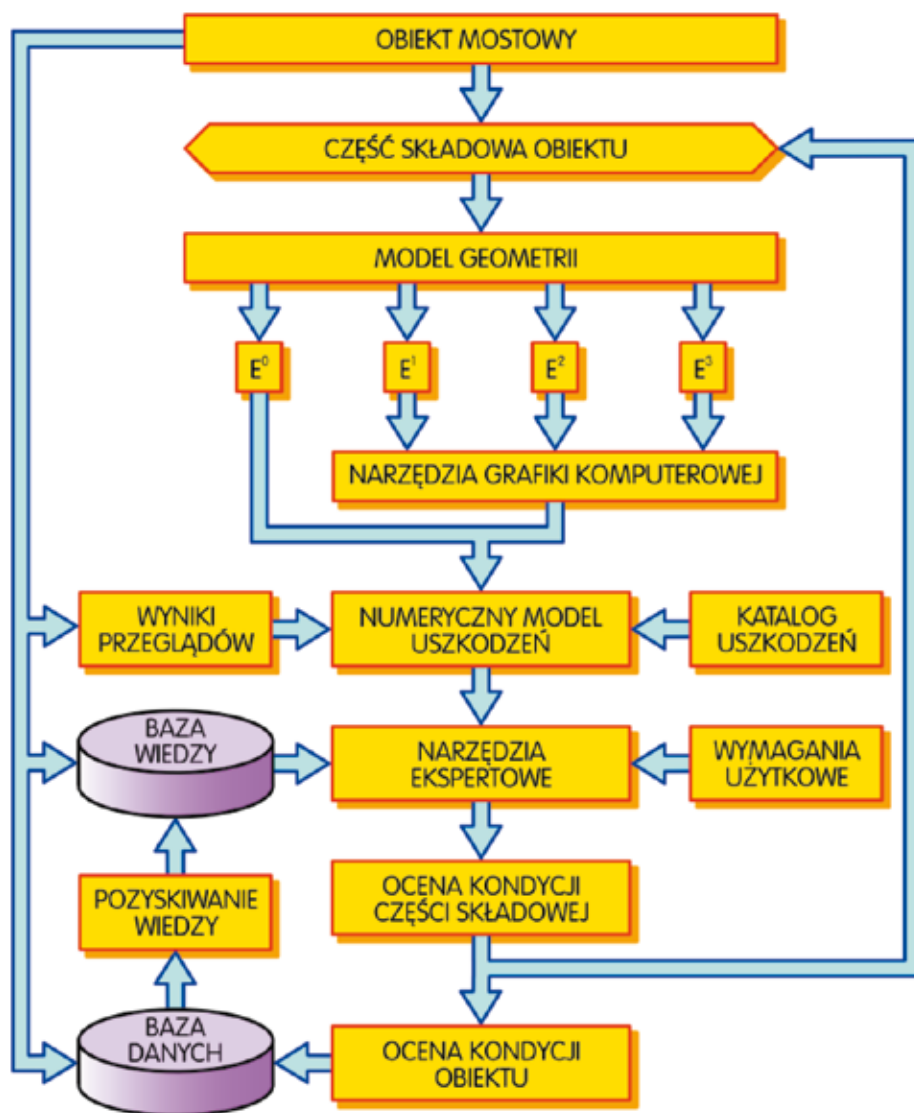 OBIEKT MOSTOWY
CZĘŚĆ SKŁADOWA OBIEKTU
MODEL GEOMETRII
E⁰ E¹ E² E³
NARZĘDZIA GRAFIKI KOMPUTEROWEJ
WYNIKI
PRZEGLĄDÓW
NUMERYCZNY MODEL
USZKODZEŃ
KATALOG
USZKODZEŃ
BAZA
WIEDZY
NARZĘDZIA
EKSPERTOWE
WYMAGANIA
UŻYTKOWE
POZYSKIWANIE
WIEDZY
OCENA KONDYCJI
CZĘŚCI SKŁADOWEJ
BAZA
DANYCH
OCENA KONDYCJI
OBIEKTU